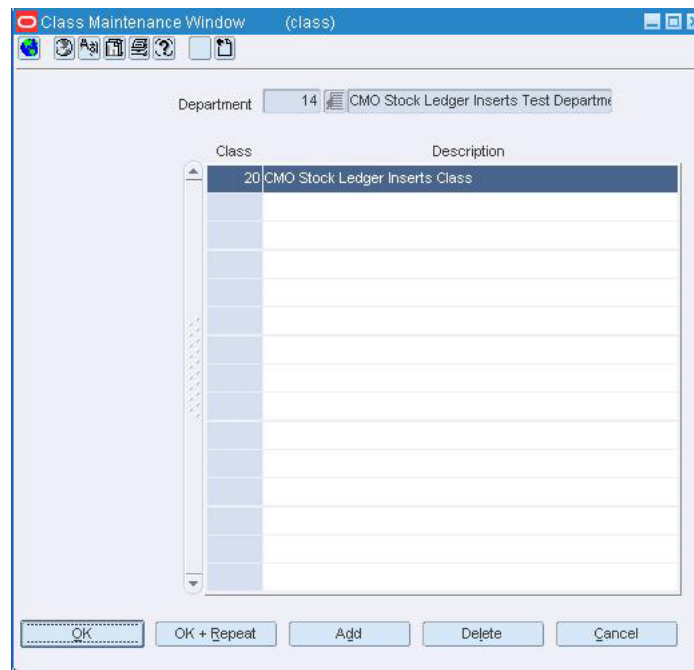 Class Maintenance Window (class)
Department 14 CMO Stock Ledger Inserts Test Departme
Class Description
20 CMO Stock Ledger Inserts Class
OK OK + Repeat Add Delete Cancel